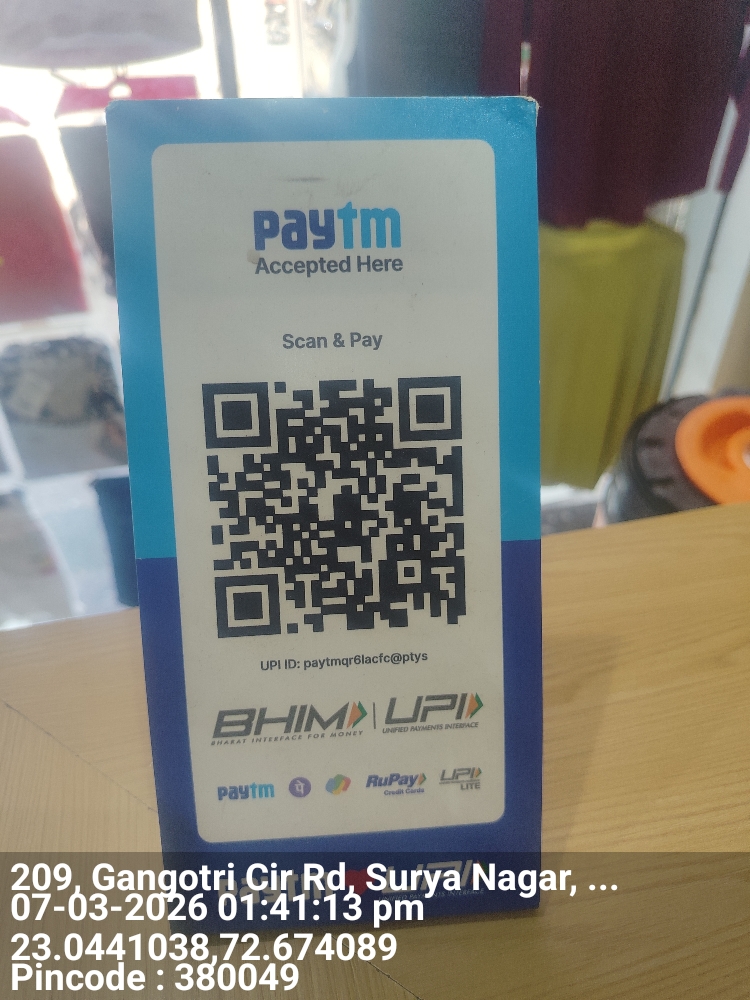 paytm
Accepted Here
Scan & Pay
UPI ID: paytmqr6lacfc@ptys
BHIM | UPI
BHARAT INTERFACE FOR MONEY UNIFIED PAYMENTS INTERFACE
paytm पे RuPay UPI
Credit Cards LITE
paytm UPI
209, Gangotri Cir Rd, Surya Nagar, ...
07-03-2026 01:41:13 pm
23.0441038,72.674089
Pincode : 380049